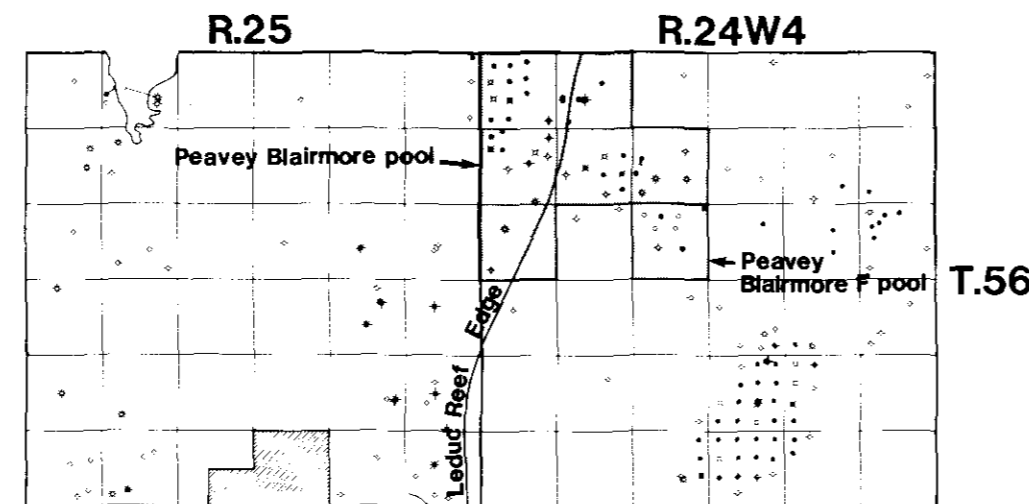 R.25
R.24W4
Peavey Blairmore pool
Peavey
Blairmore F pool
T.56
Leduc Reef Edge